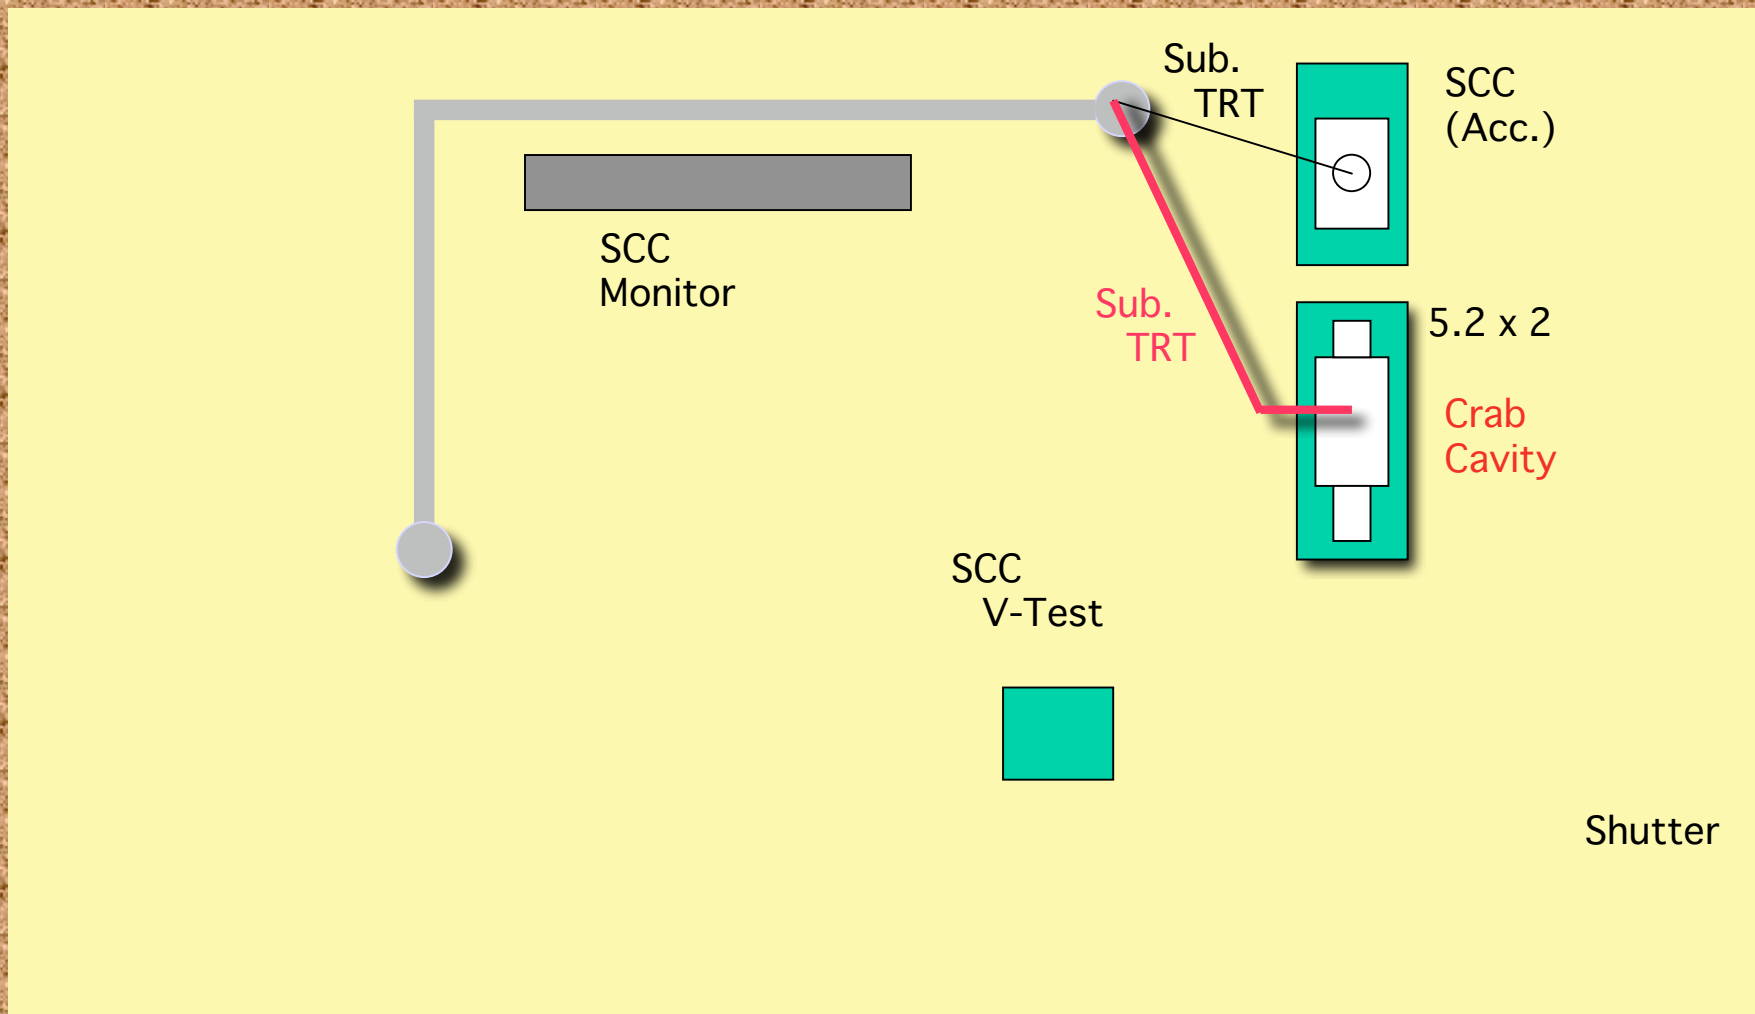 Sub.
TRT
SCC
(Acc.)
SCC
Monitor
Sub.
TRT
5.2 x 2
Crab
Cavity
SCC
V-Test
Shutter